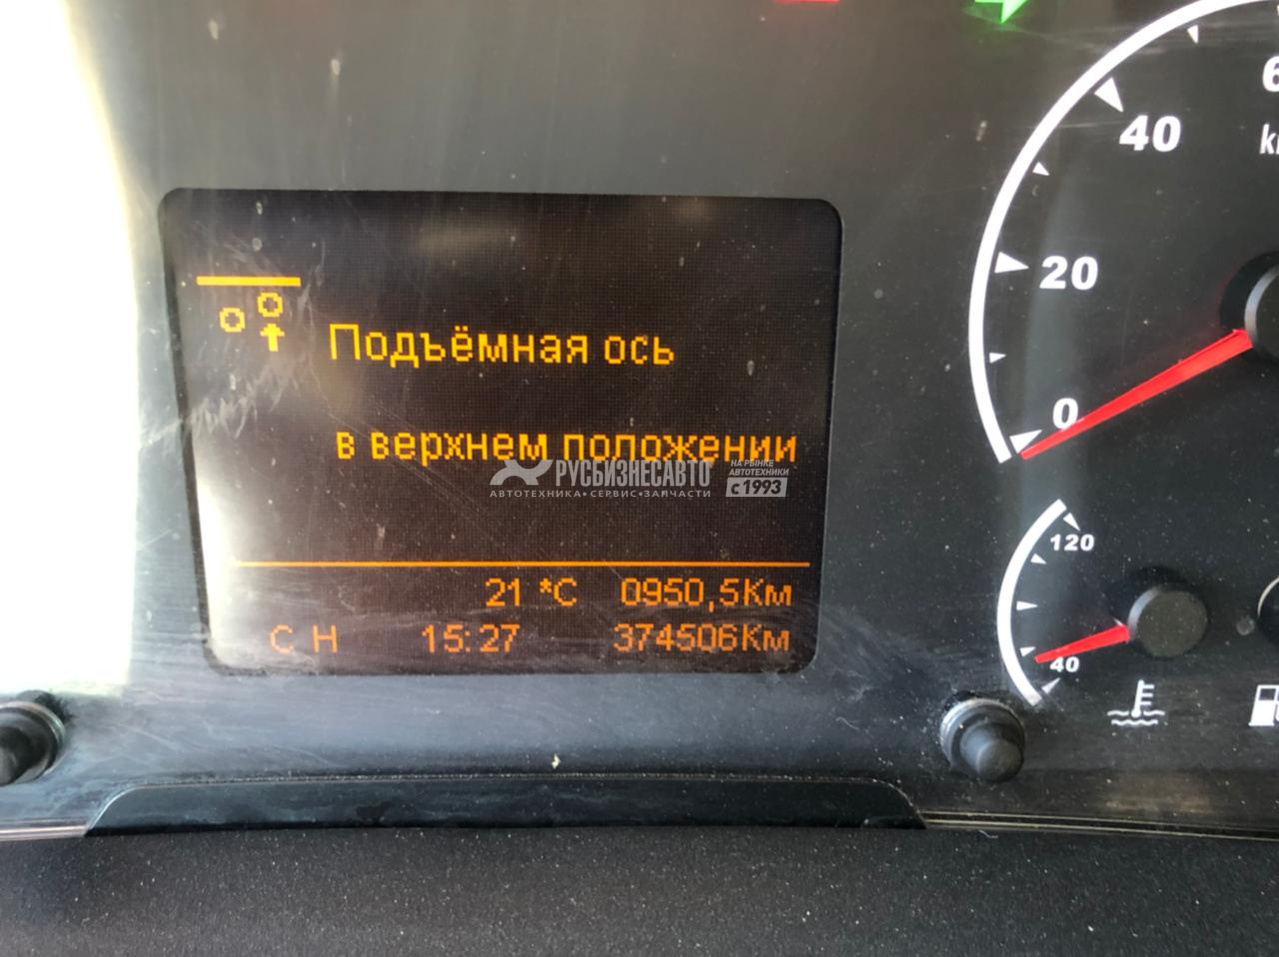 6
40
20
0
Подъёмная ось
в верхнем положении
РУСБИЗНЕСАВТО
НА РЫНКЕ
АВТОТЕХНИКИ
с 1993
АВТОТЕХНИКА•СЕРВИС•ЗАПЧАСТИ
21 *C 0950,5Км
С Н 15:27 374506Км
120
40